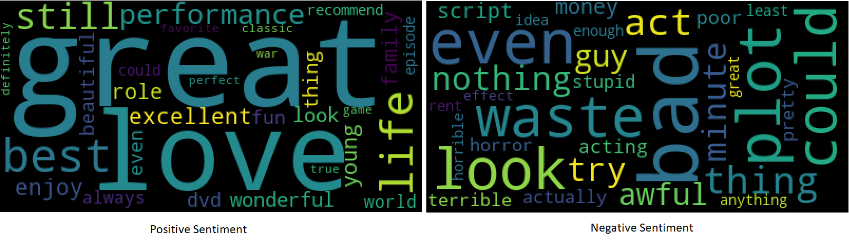 still performance recommend
definitely favorite classic
great
beautiful could war episode family
perfect thing
role
excellent fun look game
best love even young life
true
enjoy always dvd wonderful world
script idea money poor least
act
even enough guy
nothing stupid great
rent effect waste bad minute plot pretty could
horrible horror acting
look try thing
terrible actually awful anything
Positive Sentiment
Negative Sentiment